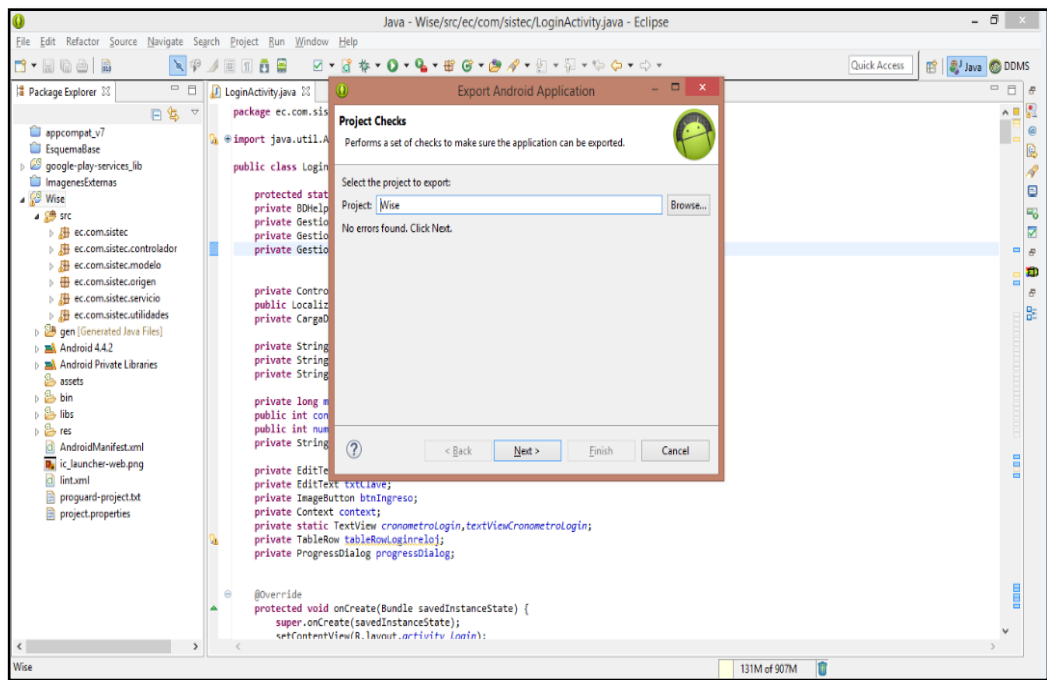 Java - Wise/src/ec/com/sistec/LoginActivity.java - Eclipse
File Edit Refactor Source Navigate Search Project Run Window Help
Quick Access
Java
DDMS
Package Explorer
appcompat_v7
EsquemaBase
google-play-services_lib
ImagenesExternas
Wise
src
ec.com.sistec
ec.com.sistec.controlador
ec.com.sistec.modelo
ec.com.sistec.origen
ec.com.sistec.servicio
ec.com.sistec.utilidades
gen [Generated Java Files]
Android 4.4.2
Android Private Libraries
assets
bin
libs
res
AndroidManifest.xml
ic_launcher-web.png
lint.xml
proguard-project.txt
project.properties
LoginActivity.java
package ec.com.sis
import java.util.A
public class Login
protected stat
private BDHelp
private Gestio
private Gestio
private Gestio
private Contro
public Localiz
private CargaD
private String
private String
private String
private long m
public int con
public int num
private String
private EditTe
private EditText txtClave;
private ImageButton btnIngreso;
private Context context;
private static TextView cronometroLogin,textViewCronometroLogin;
private TableRow tableRowLoginreloj;
private ProgressDialog progressDialog;
@Override
protected void onCreate(Bundle savedInstanceState) {
super.onCreate(savedInstanceState);
setContentView(R.layout.activity_login);
Export Android Application
Project Checks
Performs a set of checks to make sure the application can be exported.
Select the project to export:
Project: Wise
Browse...
No errors found. Click Next.
< Back
Next >
Finish
Cancel
Wise
131M of 907M